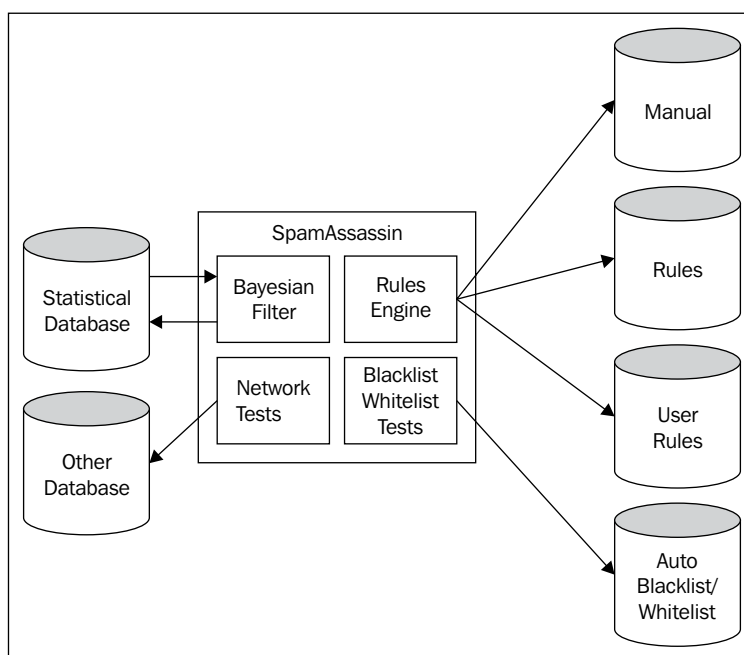 SpamAssassin
Statistical
Database
Bayesian
Filter
Rules
Engine
Network
Tests
Blacklist
Whitelist
Tests
Other
Database
Manual
Rules
User
Rules
Auto
Blacklist/
Whitelist